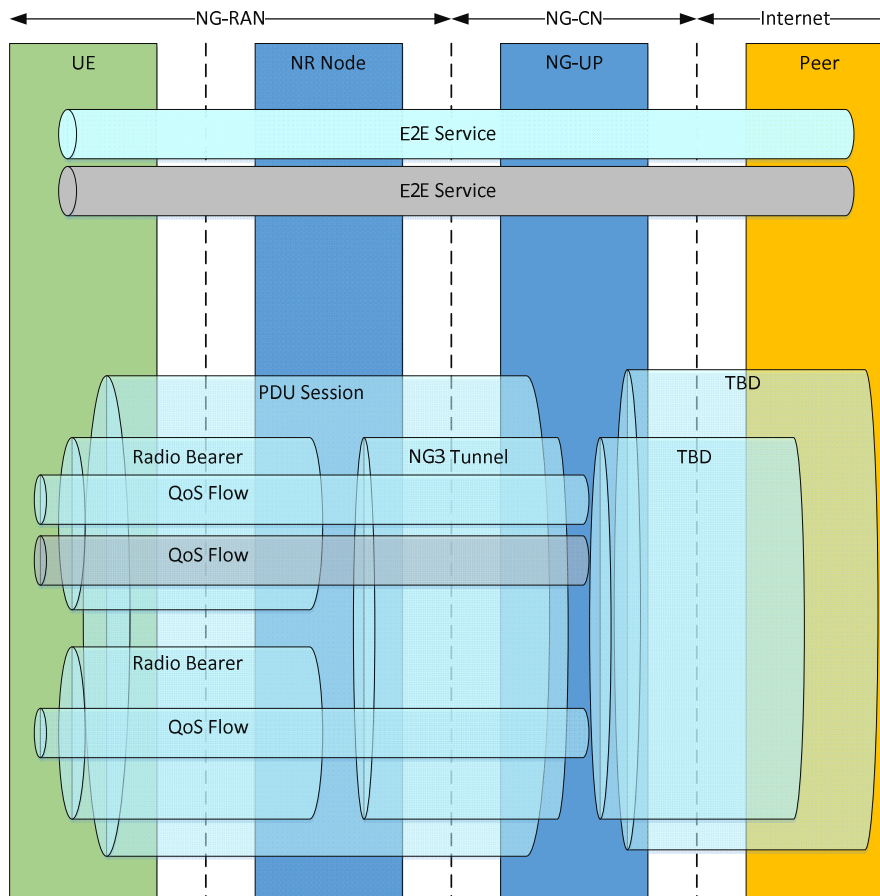 NG-RAN
NG-CN
Internet
UE
NR Node
NG-UP
Peer
E2E Service
E2E Service
TBD
PDU Session
Radio Bearer
NG3 Tunnel
TBD
QoS Flow
QoS Flow
Radio Bearer
QoS Flow